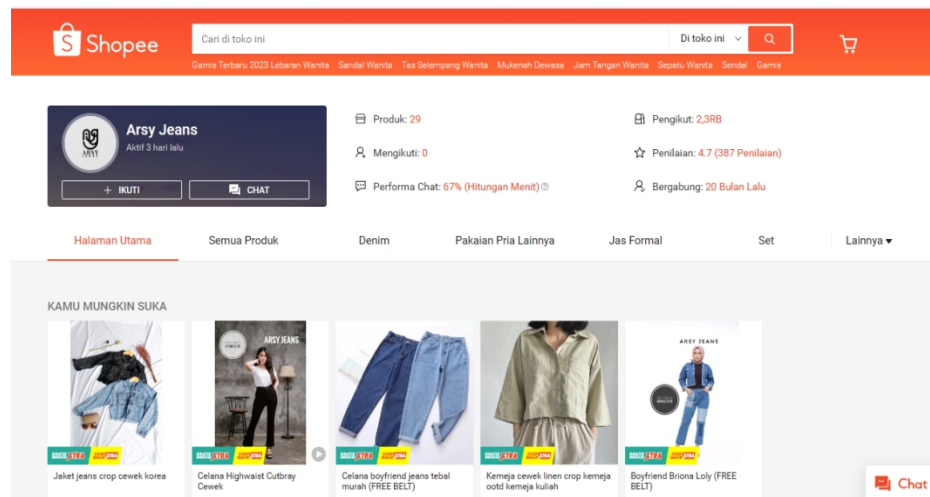 Shopee
Cari di toko ini
Di toko ini
Gamis Terbaru 2023 Lebaran Wanita Sandal Wanita Tas Selempang Wanita Mukenah Dewasa Jam Tangan Wanita Sepatu Wanita Sendal Gamis
Arsy Jeans
Aktif 3 hari lalu
+ IKUTI
CHAT
Produk: 29
Mengikuti: 0
Performa Chat: 67% (Hitungan Menit)
Pengikut: 2,3RB
Penilaian: 4.7 (387 Penilaian)
Bergabung: 20 Bulan Lalu
Halaman Utama Semua Produk Denim Pakaian Pria Lainnya Jas Formal Set Lainnya
KAMU MUNGKIN SUKA
ARSY JEANS
ARSY JEANS
XTRA
XTRA
XTRA
XTRA
XTRA
Jaket jeans crop cewek korea
Celana Highwaist Cutbray
Cewek
Celana boyfriend jeans tebal
murah (FREE BELT)
Kemeja cewek linen crop kemeja
ootd kemeja kuliah
Boyfriend Briona Loly (FREE
BELT)
Chat